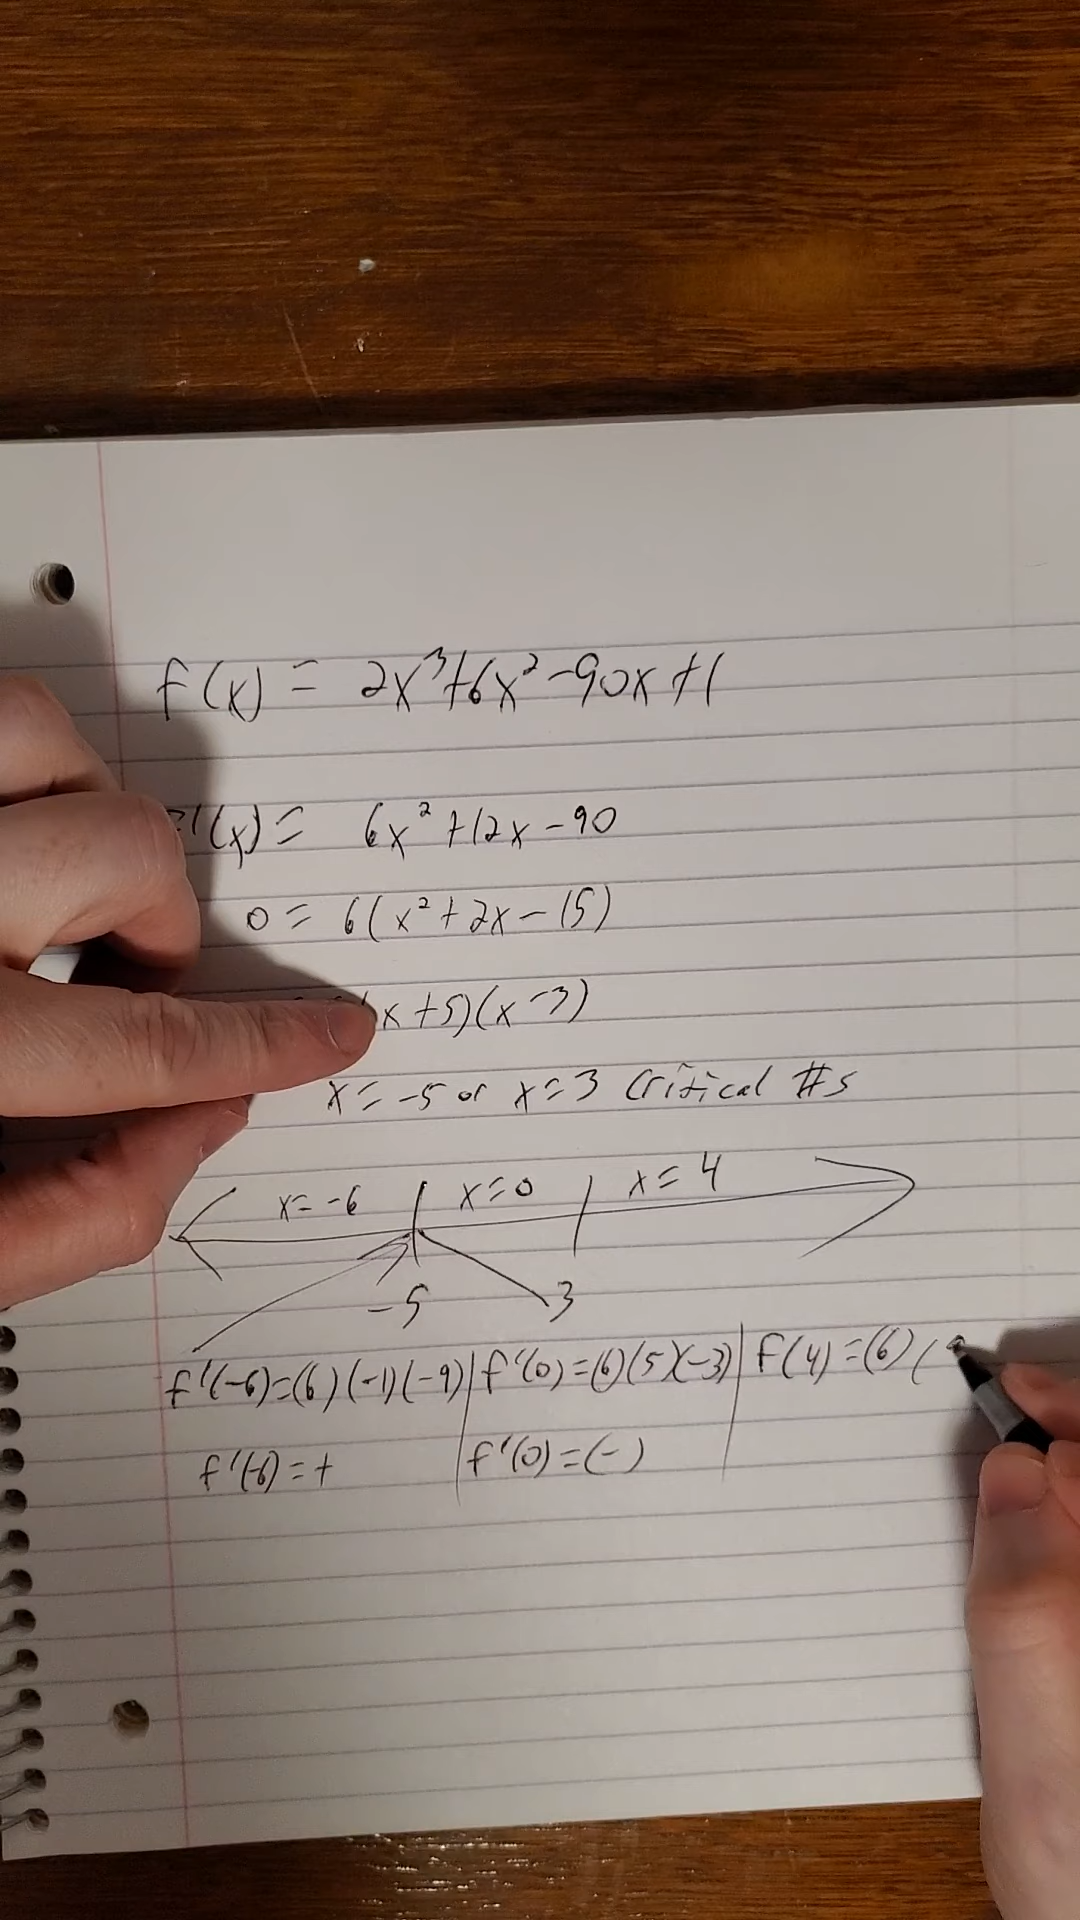 f(x) = 2x³+6x²-90x+1
'(x) = 6x²+12x-90
0 = 6(x²+2x-15)
x+5)(x-3)
x=-5 or x=3 Critical #s
x=-6 x=0 x=4
-5 3
f'(-6)=(6)(-1)(-9) f'(0)=(6)(5)(-3) f(4)=(6)(
f'(-6)=+ f'(0)=(-)